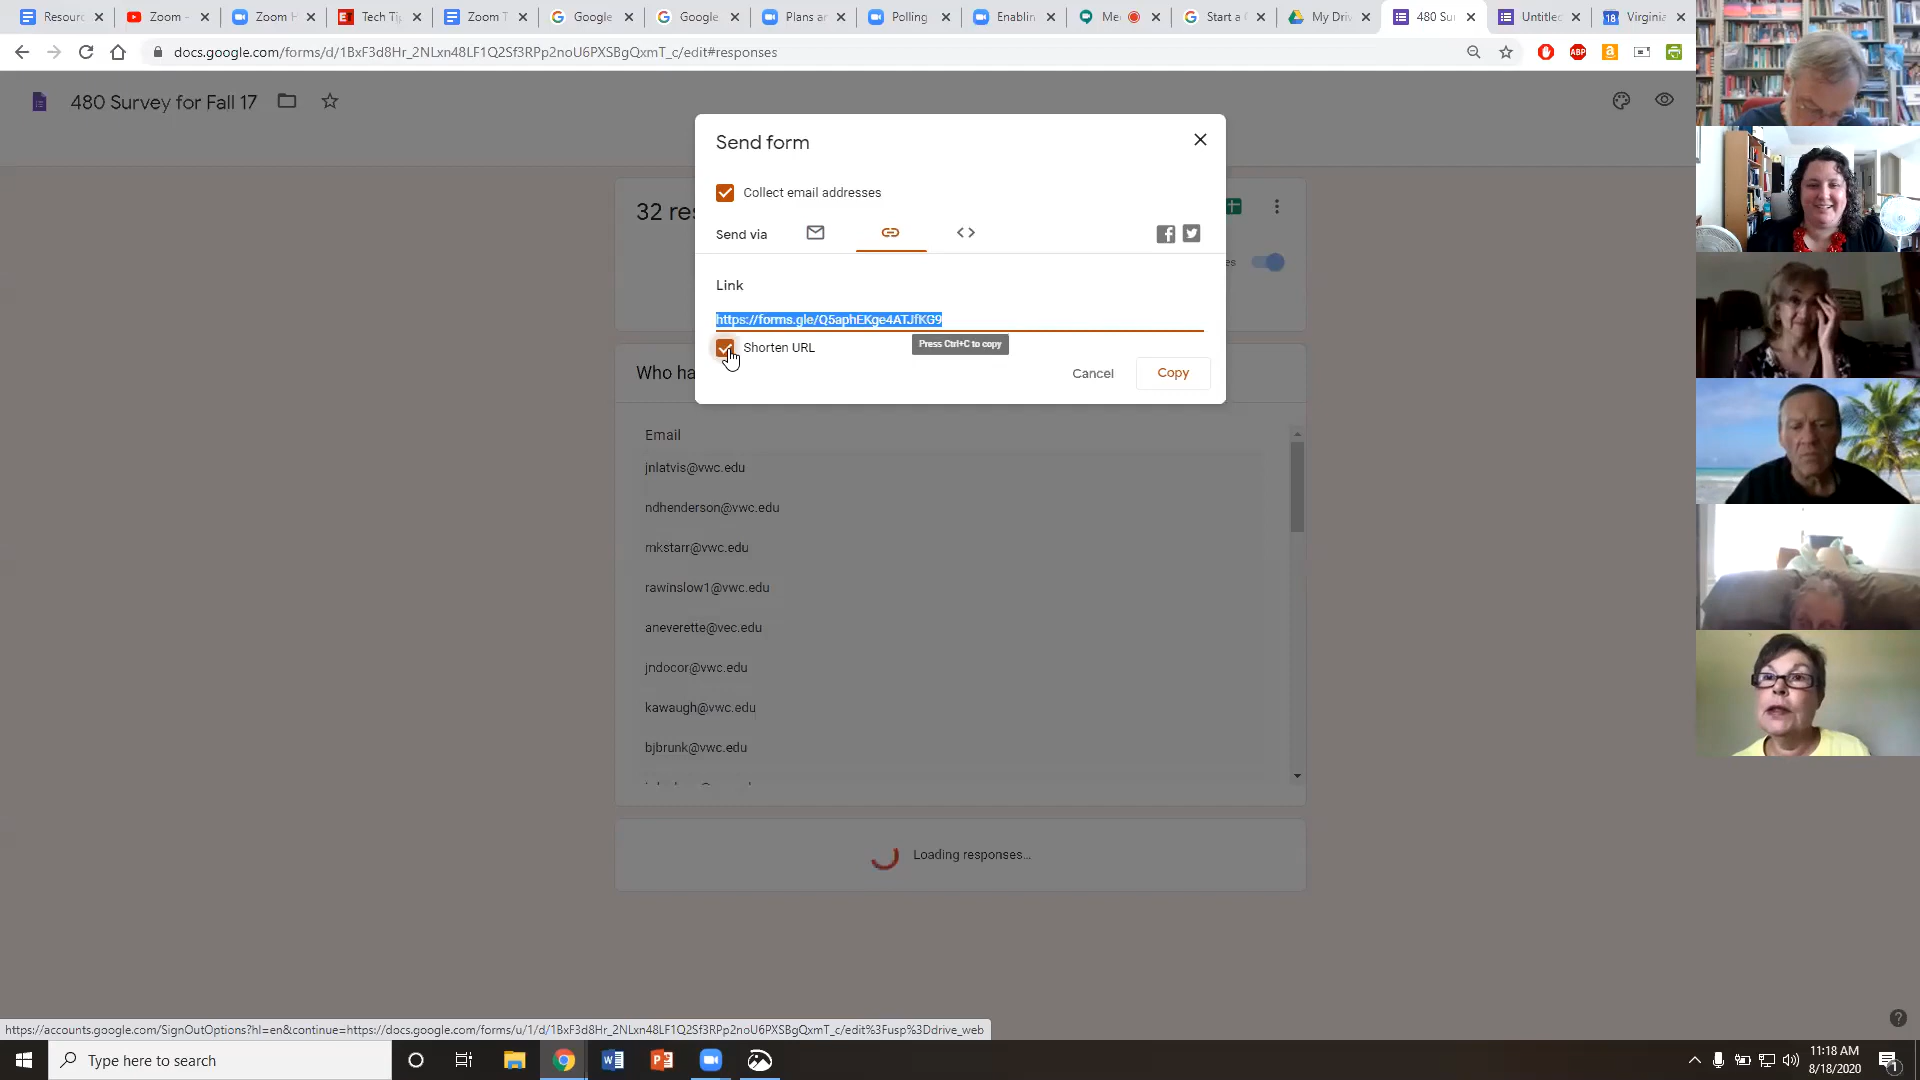 Resourc
Zoom -
Zoom H
Tech Ti
Zoom T
Google
Google
Plans an
Polling
Enablin
Me
Start a
My Driv
480 Su
Untitled
Virginia
docs.google.com/forms/d/1BxF3d8Hr_2NLxn48LF1Q2Sf3RPp2noU6PXSBgQxmT_c/edit#responses
ABP
480 Survey for Fall 17
Send form
Collect email addresses
32 res
Send via
es
Link
https://forms.gle/Q5aphEKge4ATJfKG9
Press Ctrl+C to copy
Shorten URL
Who ha
Cancel
Copy
Email
jnlatvis@vwc.edu
ndhenderson@vwc.edu
mkstarr@vwc.edu
rawinslow1@vwc.edu
aneverette@vec.edu
jndocor@vwc.edu
kawaugh@vwc.edu
bjbrunk@vwc.edu
Loading responses...
https://accounts.google.com/SignOutOptions?hl=en&continue=https://docs.google.com/forms/u/1/d/1BxF3d8Hr_2NLxn48LF1Q2Sf3RPp2noU6PXSBgQxmT_c/edit%3Fusp%3Ddrive_web
Type here to search
11:18 AM
8/18/2020